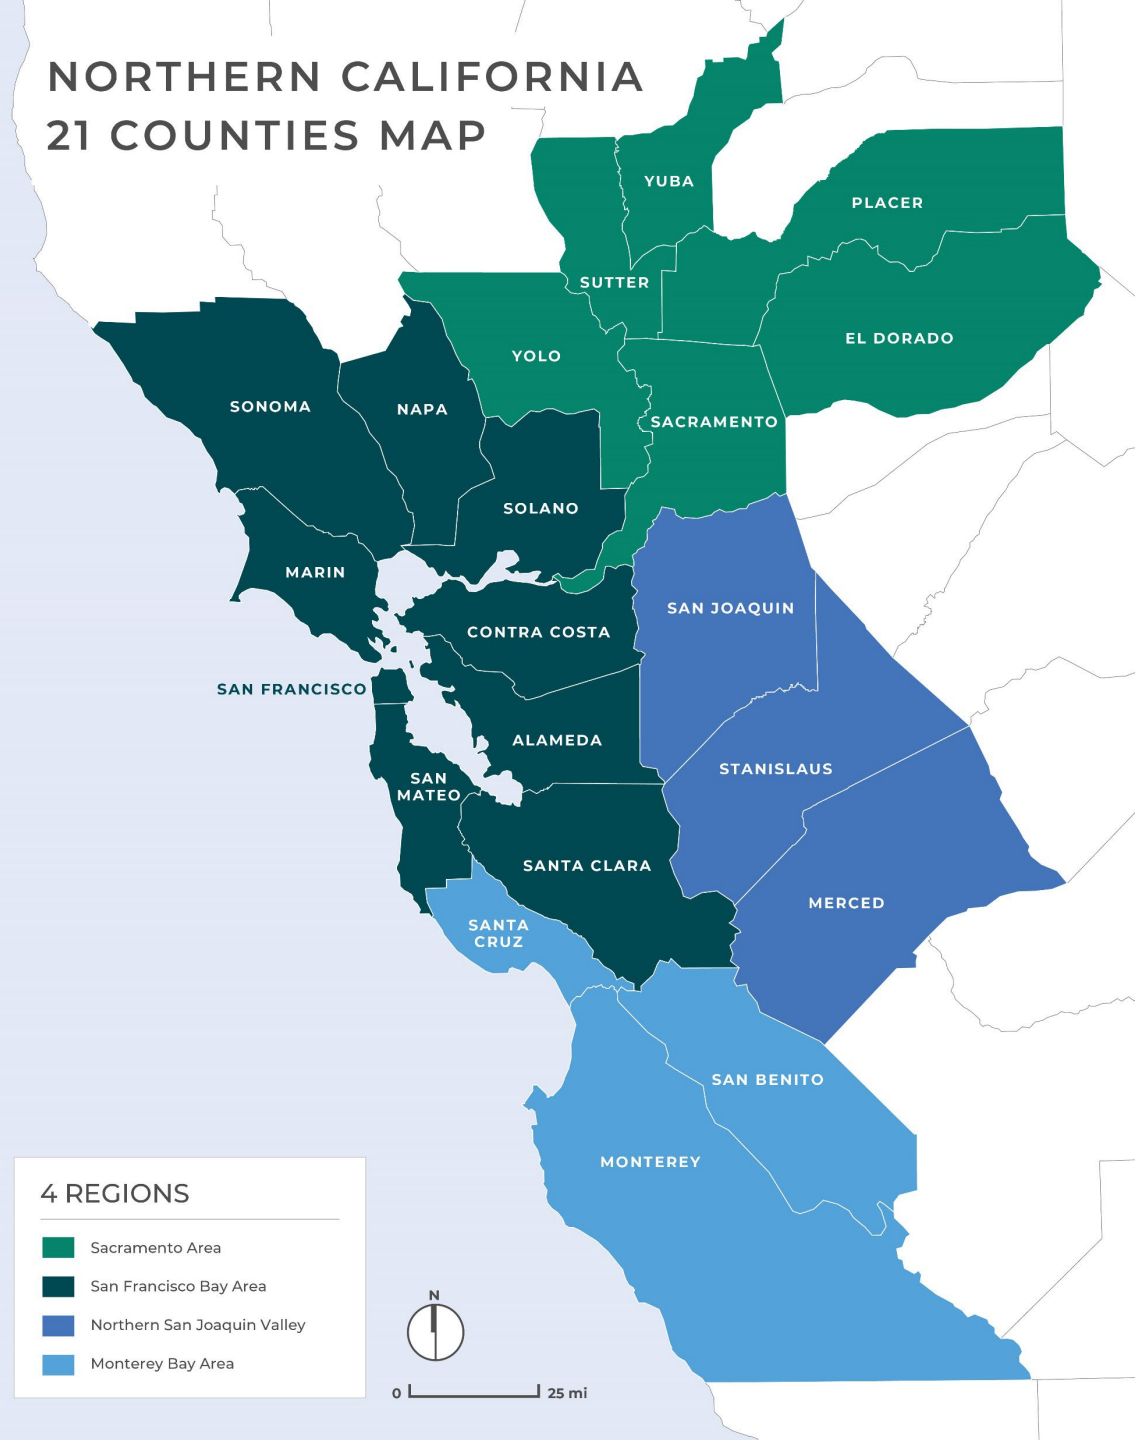 NORTHERN CALIFORNIA
21 COUNTIES MAP
YUBA
PLACER
SUTTER
EL DORADO
YOLO
SONOMA
NAPA
SACRAMENTO
SOLANO
MARIN
SAN JOAQUIN
CONTRA COSTA
SAN FRANCISCO
ALAMEDA
STANISLAUS
SAN
MATEO
SANTA CLARA
MERCED
SANTA
CRUZ
SAN BENITO
MONTEREY
4 REGIONS
Sacramento Area
San Francisco Bay Area
Northern San Joaquin Valley
Monterey Bay Area
N
0 25 mi